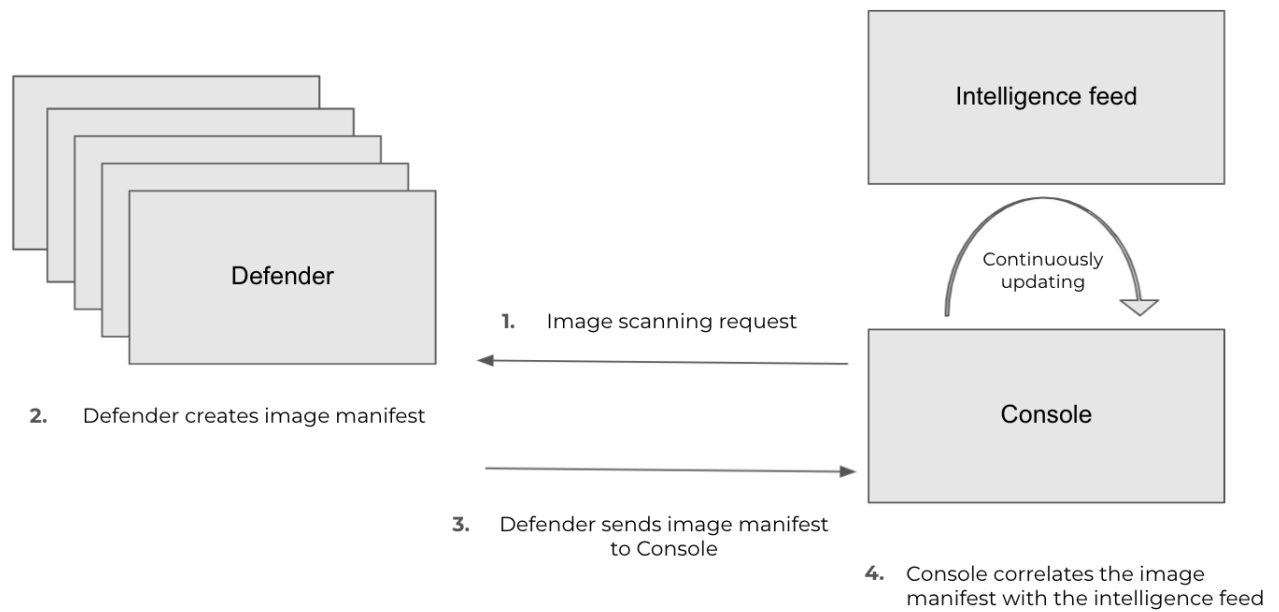 Intelligence feed
Continuously
updating
Defender
1. Image scanning request
Console
2. Defender creates image manifest
3. Defender sends image manifest
to Console
4. Console correlates the image
manifest with the intelligence feed